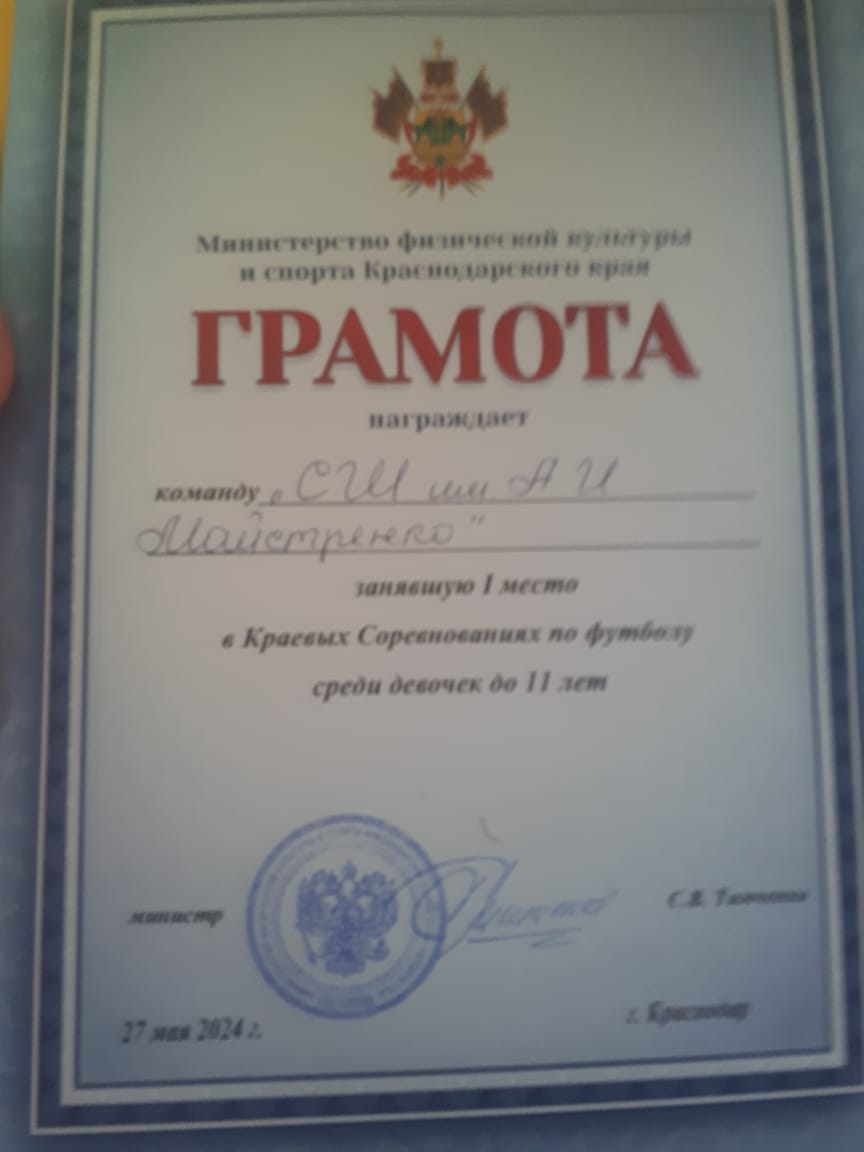 Министерство физической культуры
и спорта Краснодарского края
ГРАМОТА
награждает
команду „СШ им А И
Майстренко"
занявшую I место
в Краевых Соревнованиях по футболу
среди девочек до 11 лет
министр
27 мая 2024 г.
г. Краснодар